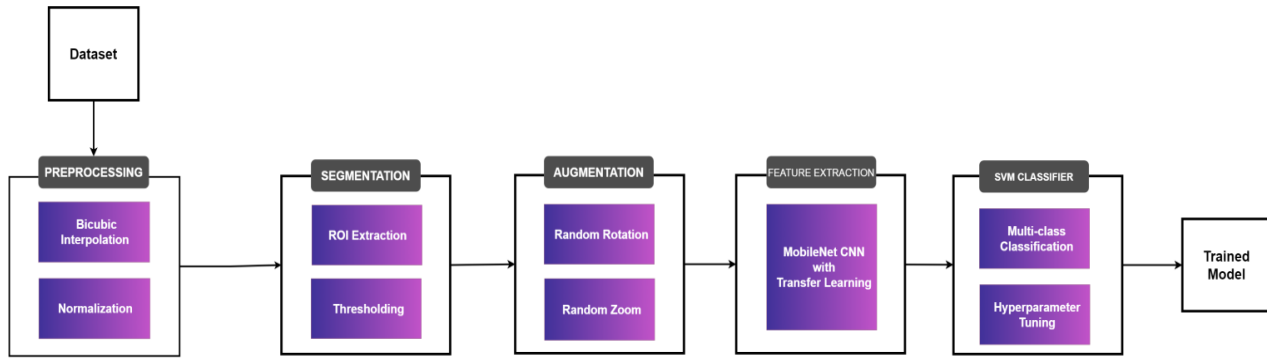 Dataset
PREPROCESSING
Bicubic
Interpolation
Normalization
SEGMENTATION
ROI Extraction
Thresholding
AUGMENTATION
Random Rotation
Random Zoom
FEATURE EXTRACTION
MobileNet CNN
with
Transfer Learning
SVM CLASSIFIER
Multi-class
Classification
Hyperparameter
Tuning
Trained
Model